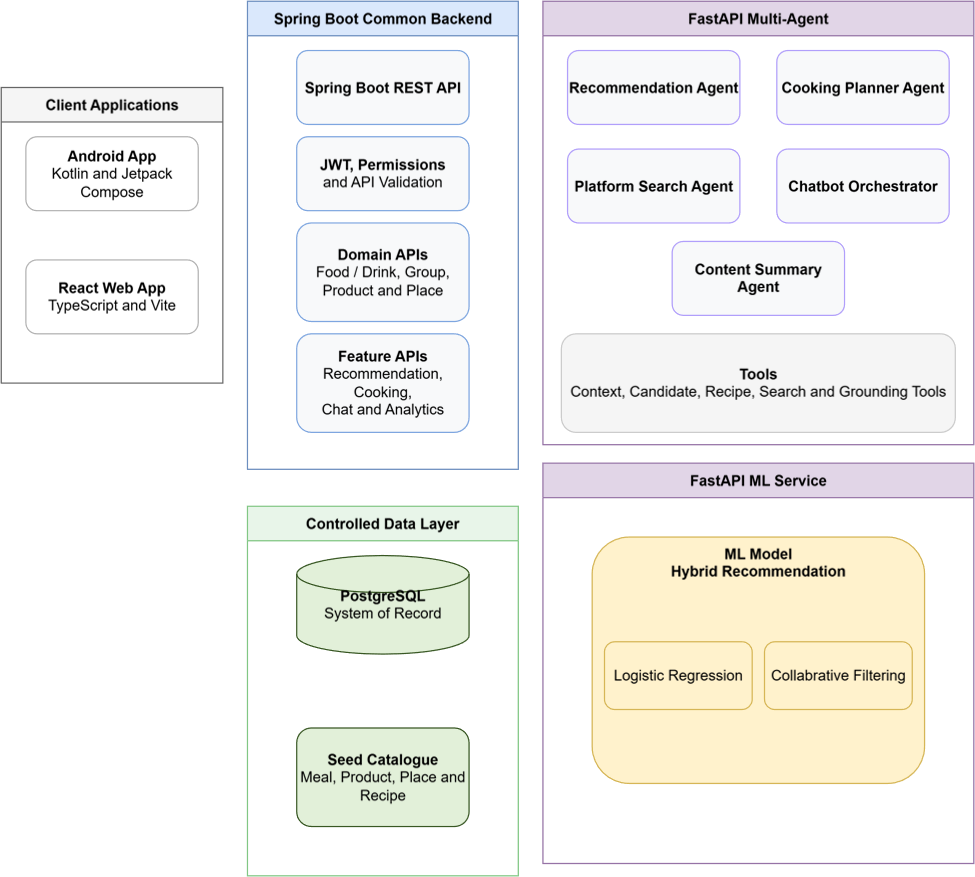 Client Applications
Android App
Kotlin and Jetpack
Compose
React Web App
TypeScript and Vite
Spring Boot Common Backend
Spring Boot REST API
JWT, Permissions
and API Validation
Domain APIs
Food / Drink, Group,
Product and Place
Feature APIs
Recommendation,
Cooking,
Chat and Analytics
Controlled Data Layer
PostgreSQL
System of Record
Seed Catalogue
Meal, Product, Place and
Recipe
FastAPI Multi-Agent
Recommendation Agent
Cooking Planner Agent
Platform Search Agent
Chatbot Orchestrator
Content Summary
Agent
Tools
Context, Candidate, Recipe, Search and Grounding Tools
FastAPI ML Service
ML Model
Hybrid Recommendation
Logistic Regression
Collabrative Filtering